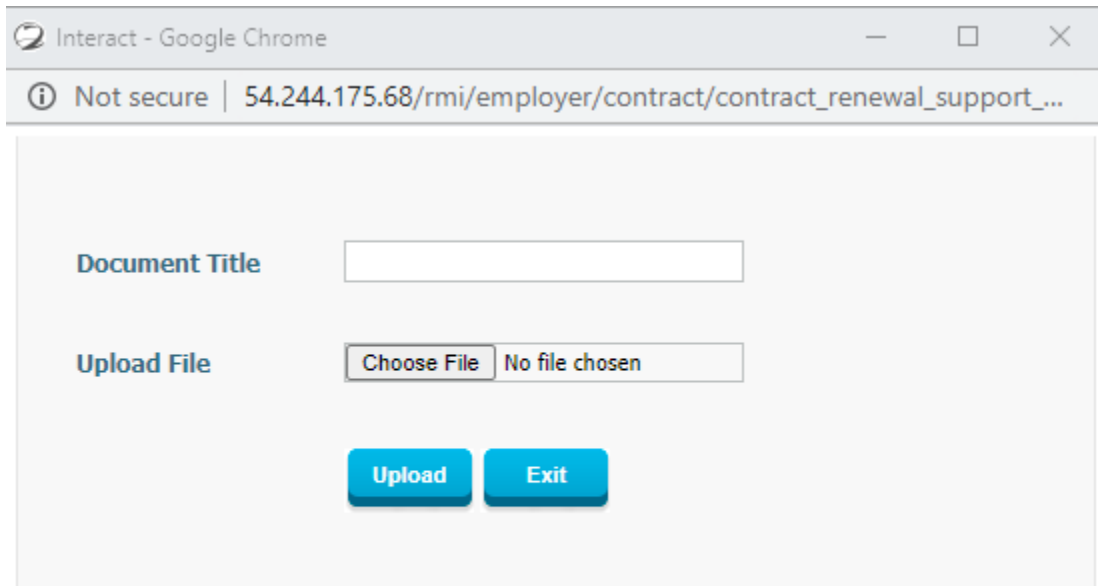 Interact - Google Chrome
Not secure | 54.244.175.68/rmi/employer/contract/contract_renewal_support_...
Document Title
Upload File Choose File No file chosen
Upload Exit